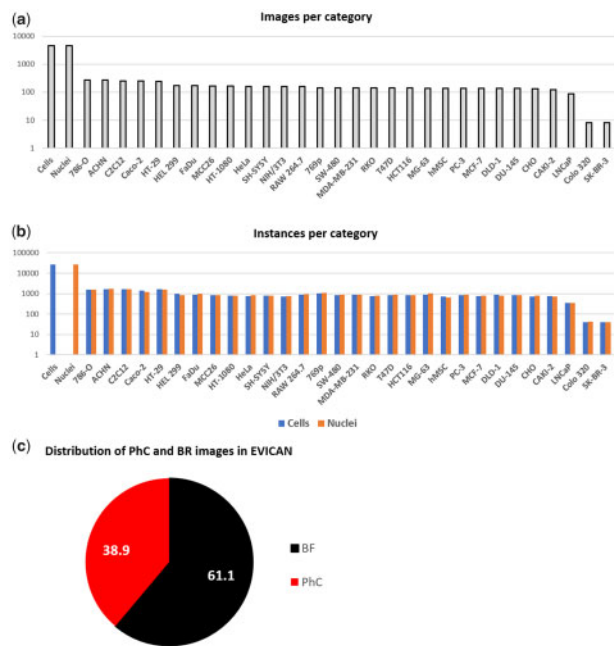 (a)
Images per category
10000
1000
100
10
1
Cells
Nuclei
786-O
ACHN
C2C12
Caco-2
HT-29
HEL 299
FaDu
MCC26
HT-1080
HeLa
SH-SY5Y
NIH/3T3
RAW 264.7
769p
SW-480
MDA-MB-231
RKO
T47D
HCT116
MG-63
hMSC
PC-3
MCF-7
DLD-1
DU-145
CHO
CAKI-2
LNCaP
Colo 320
SK-BR-3
(b)
Instances per category
100000
10000
1000
100
10
1
Cells
Nuclei
786-O
ACHN
C2C12
Caco-2
HT-29
HEL 299
FaDu
MCC26
HT-1080
HeLa
SH-SY5Y
NIH/3T3
RAW 264.7
769p
SW-480
MDA-MB-231
RKO
T47D
HCT116
MG-63
hMSC
PC-3
MCF-7
DLD-1
DU-145
CHO
CAKI-2
LNCaP
Colo 320
SK-BR-3
Cells Nuclei
(c) Distribution of PhC and BR images in EVICAN
38.9
61.1
BF
PhC